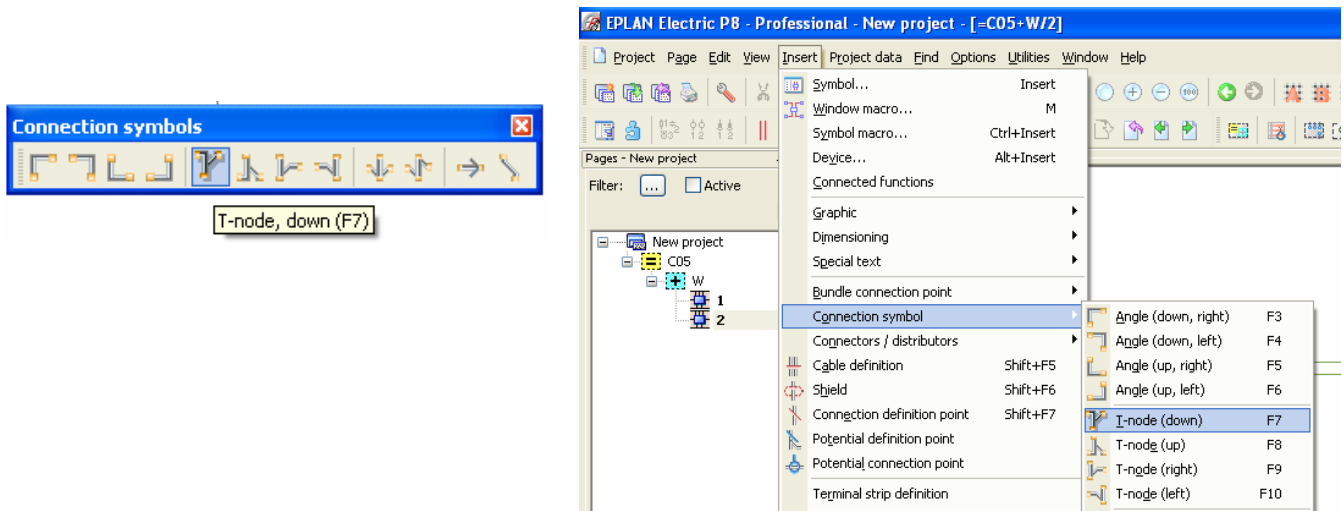 Connection symbols
T-node, down (F7)
EPLAN Electric P8 - Professional - New project - [=C05+W/2]
Project Page Edit View Insert Project data Find Options Utilities Window Help
Symbol... Insert
Window macro... M
Symbol macro... Ctrl+Insert
Device... Alt+Insert
Connected functions
Graphic
Dimensioning
Special text
Bundle connection point
Connection symbol
Connectors / distributors
Cable definition Shift+F5
Shield Shift+F6
Connection definition point Shift+F7
Potential definition point
Potential connection point
Terminal strip definition
Pages - New project
Filter: ... Active
New project
C05
W
1
2
Angle (down, right) F3
Angle (down, left) F4
Angle (up, right) F5
Angle (up, left) F6
T-node (down) F7
T-node (up) F8
T-node (right) F9
T-node (left) F10
100